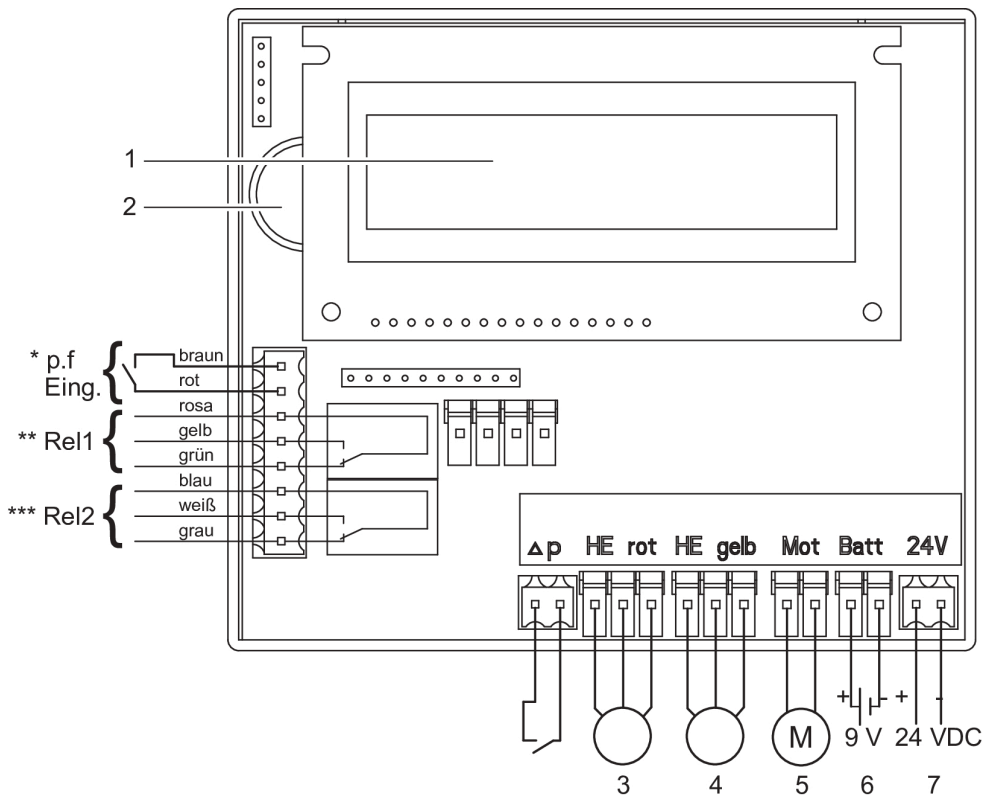 1
2
* p.f
Eing.
braun
rot
** Rel1
rosa
gelb
grün
*** Rel2
blau
weiß
grau
Δp HE rot HE gelb Mot Batt 24V
M
+ - + -
9 V 24 VDC
3 4 5 6 7